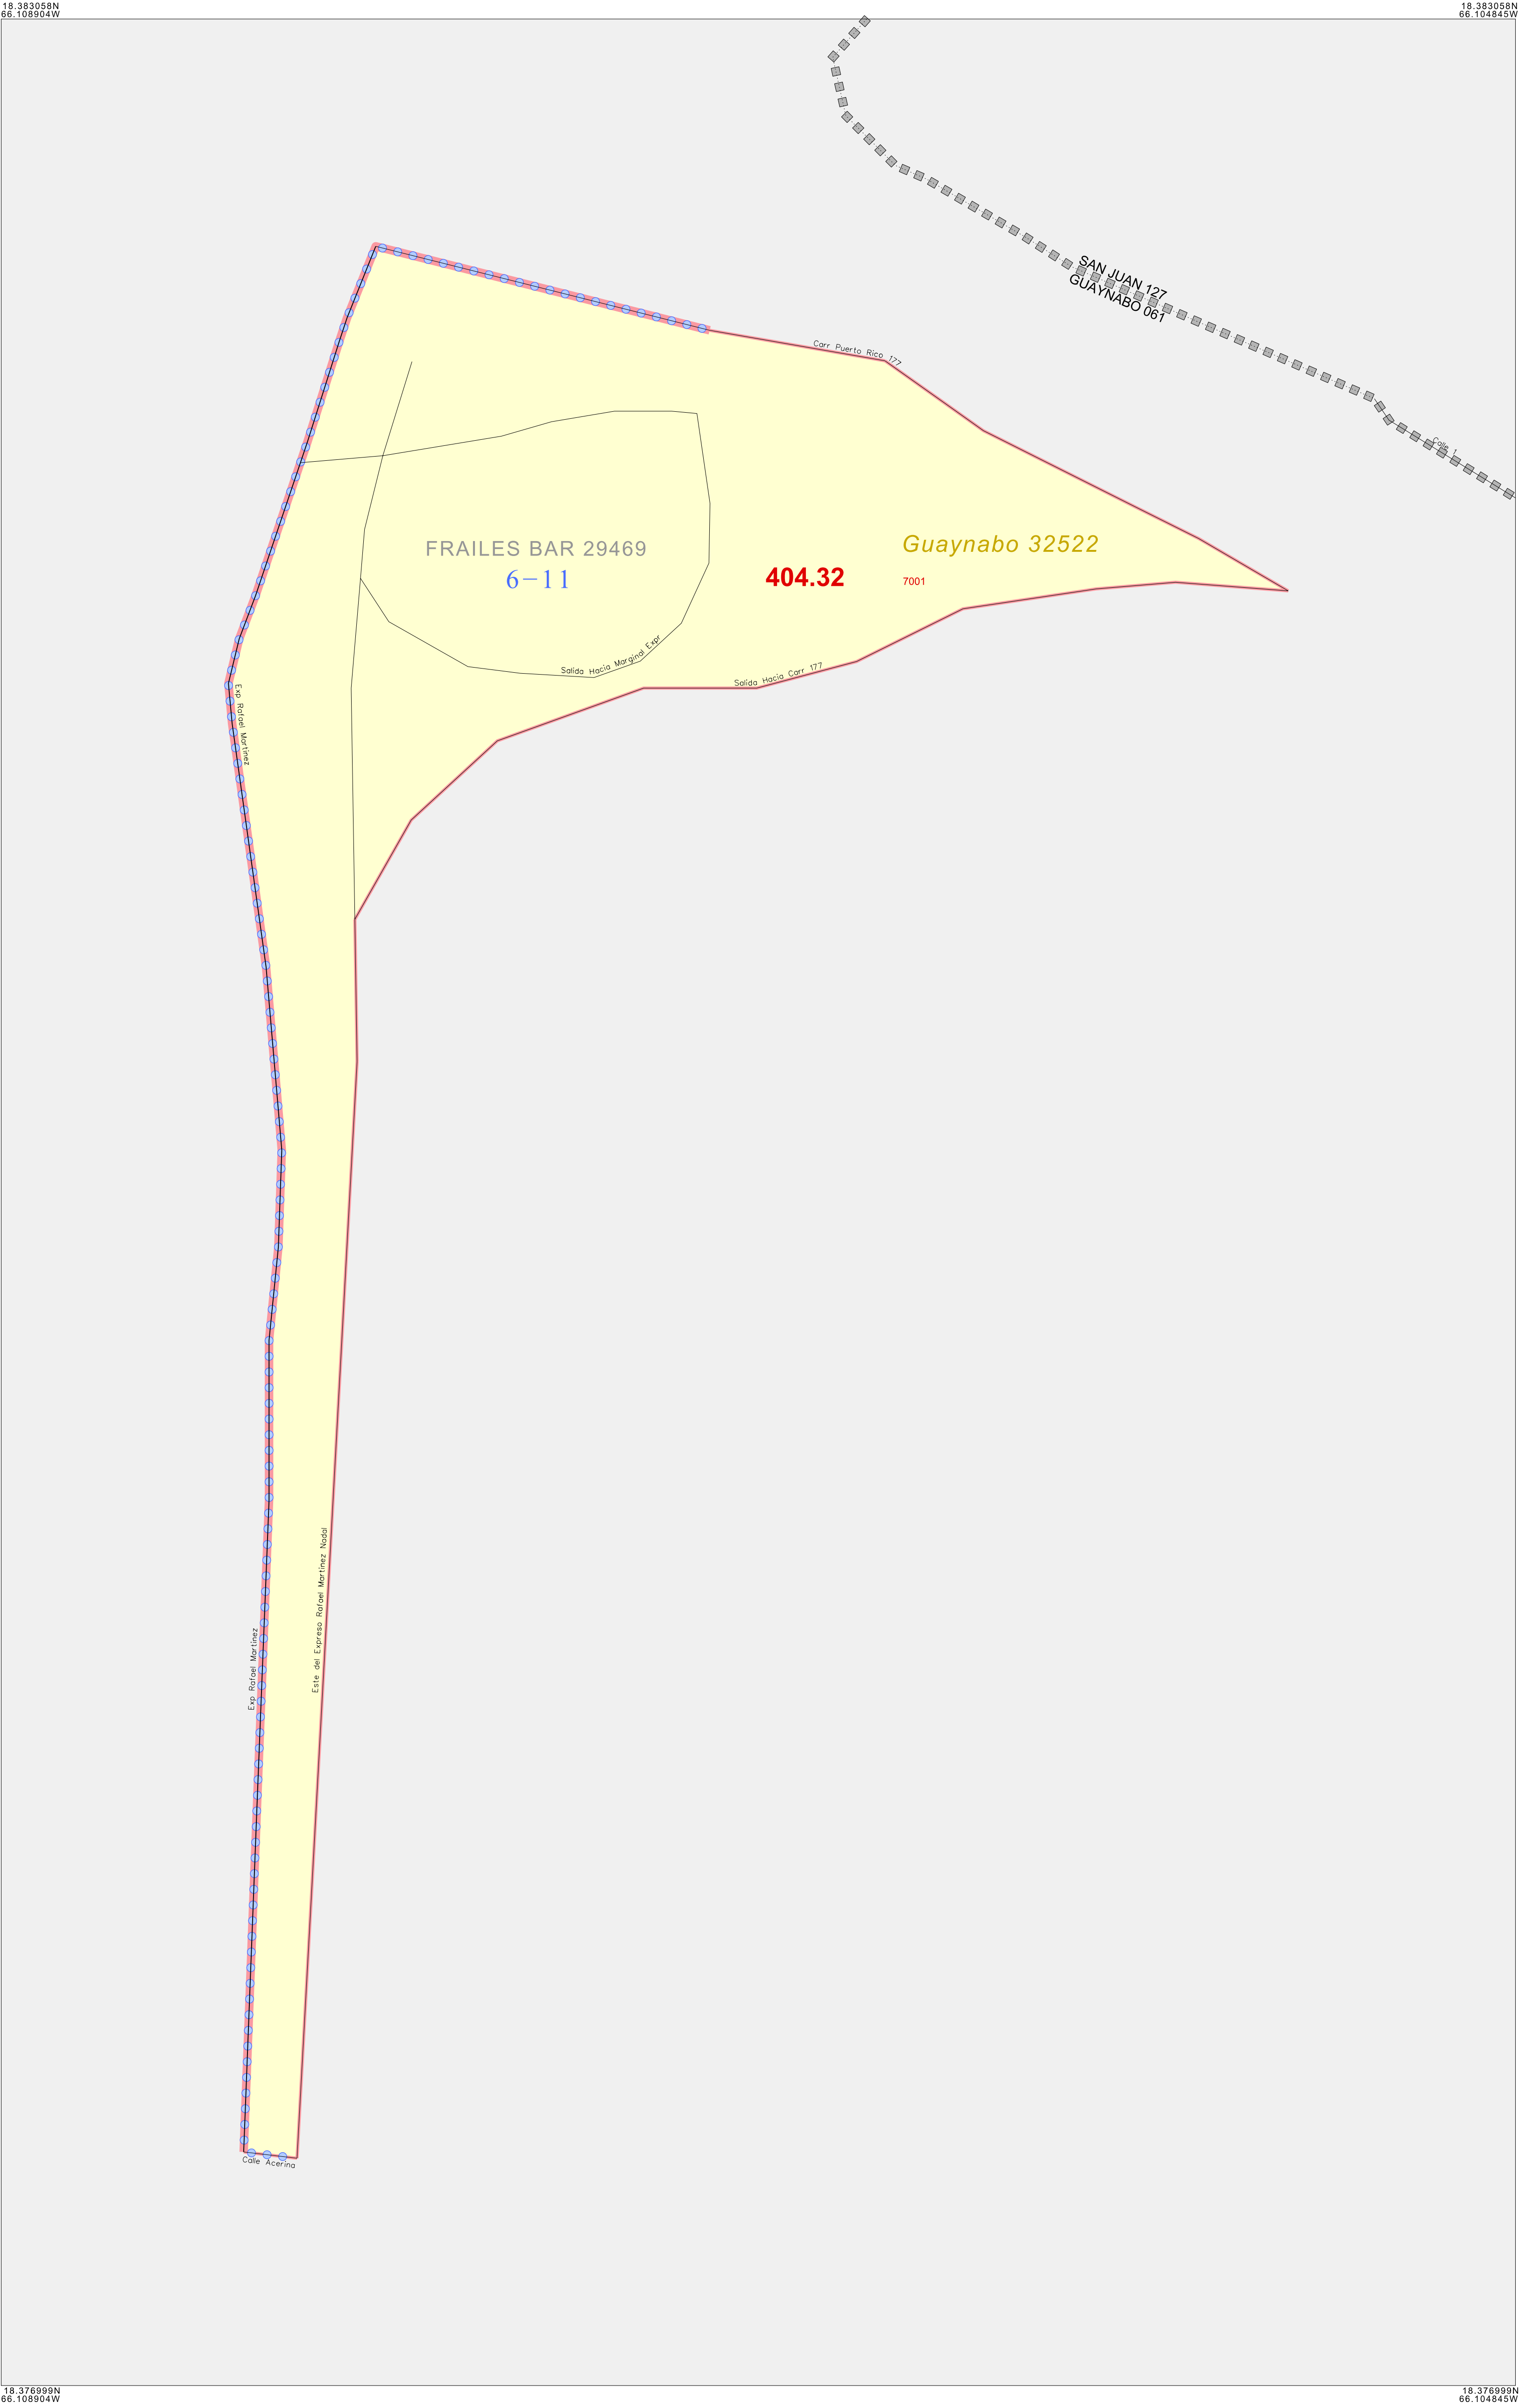 18.383058N
66.108904W
18.383058N
66.104845W
SAN JUAN 127
GUAYNABO 061
Carr Puerto Rico 177
Calle 1
FRAILES BAR 29469
6-11
Guaynabo 32522
404.32
7001
Salida Hacia Marginal Expr
Salida Hacia Carr 177
Exp Rafael Martinez
Este del Expreso Rafael Martinez Nadal
Exp Rafael Martinez
Calle Acerina
18.376999N
66.108904W
18.376999N
66.104845W